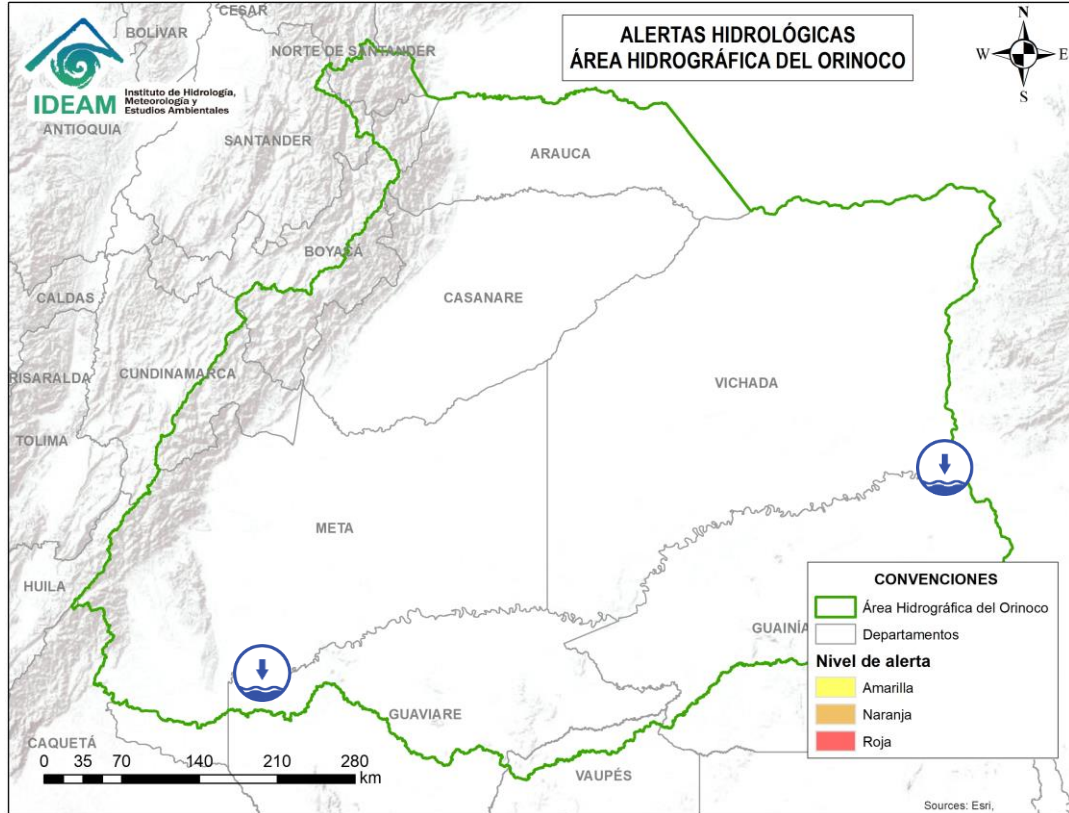 ALERTAS HIDROLÓGICAS
ÁREA HIDROGRÁFICA DEL ORINOCO
N
W
E
S
IDEAM
Instituto de Hidrología,
Meteorología y
Estudios Ambientales
CESAR
BOLÍVAR
NORTE DE SANTANDER
ANTIOQUIA
SANTANDER
ARAUCA
BOYACÁ
CALDAS
CASANARE
RISARALDA
CUNDINAMARCA
VICHADA
TOLIMA
META
HUILA
GUAINÍA
GUAVIARE
CAQUETÁ
VAUPÉS
CONVENCIONES
Área Hidrográfica del Orinoco
Departamentos
Nivel de alerta
Amarilla
Naranja
Roja
0 35 70 140 210 280
km
Sources: Esri,